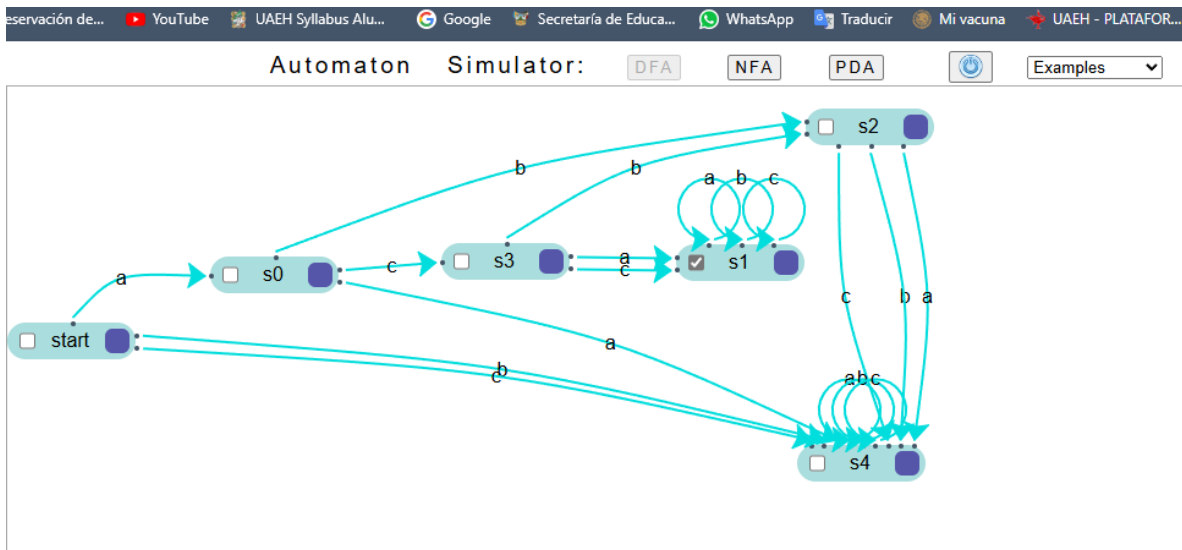 eservación de... YouTube UAEH Syllabus Alu... Google Secretaría de Educa... WhatsApp Traducir Mi vacuna UAEH - PLATAFOR...
Automaton Simulator: DFA NFA PDA Examples
s2
b b
a b c
s0 c s3 a c s1
a
start
c b a
a
b c
a b c
s4